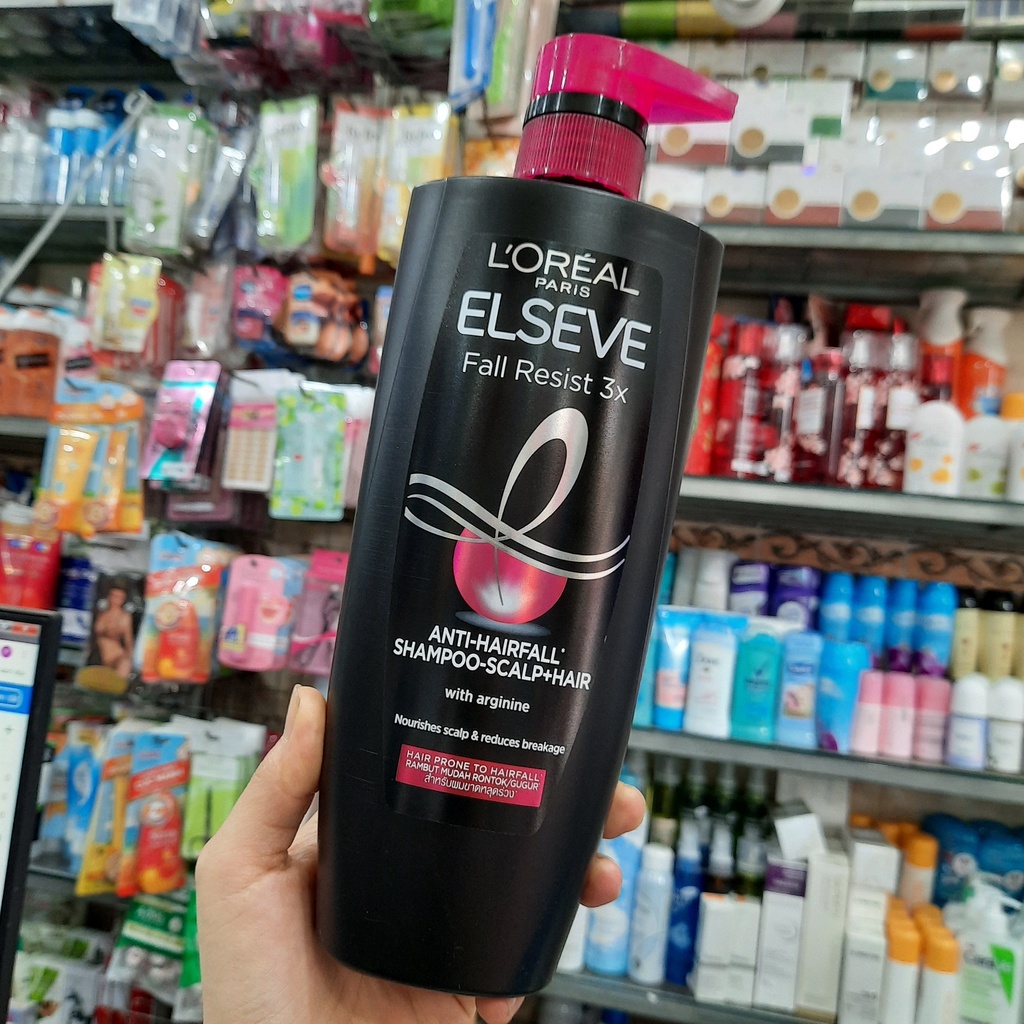 L'ORÉAL
PARIS
ELSEVE
Fall Resist 3x
ANTI-HAIRFALL*
SHAMPOO-SCALP+HAIR
with arginine
Nourishes scalp & reduces breakage
HAIR PRONE TO HAIRFALL*
RAMBUT MUDAH RONTOK/GUGUR
สำหรับผมขาดหลุดร่วง*